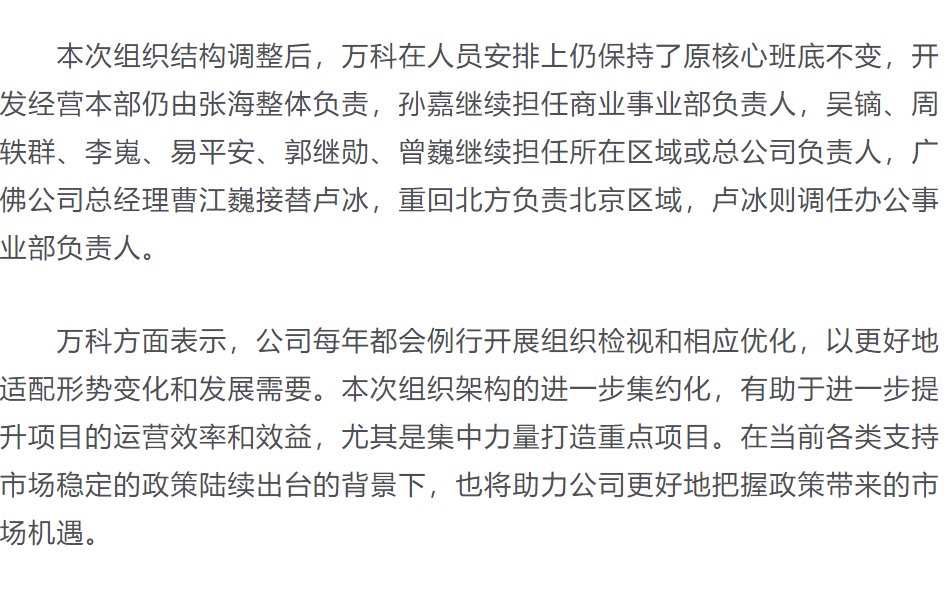 本次组织结构调整后，万科在人员安排上仍保持了原核心班底不变，开
发经营本部仍由张海整体负责，孙嘉继续担任商业事业部负责人，吴镝、周
轶群、李嵬、易平安、郭继勋、曾巍继续担任所在区域或总公司负责人，广
佛公司总经理曹江巍接替卢冰，重回北方负责北京区域，卢冰则调任办公事
业部负责人。
万科方面表示，公司每年都会例行开展组织检视和相应优化，以更好地
适配形势变化和发展需要。本次组织架构的进一步集约化，有助于进一步提
升项目的运营效率和效益，尤其是集中力量打造重点项目。在当前各类支持
市场稳定的政策陆续出台的背景下，也将助力公司更好地把握政策带来的市
场机遇。